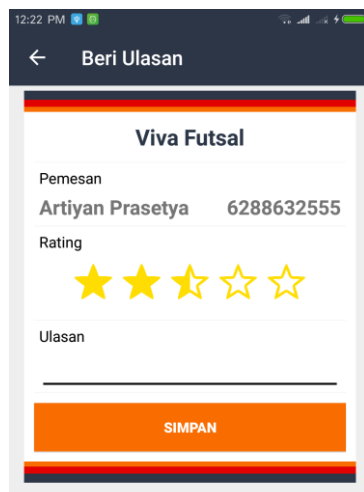 12:22 PM
Beri Ulasan
Viva Futsal
Pemesan
Artiyan Prasetya 6288632555
Rating
Ulasan
SIMPAN